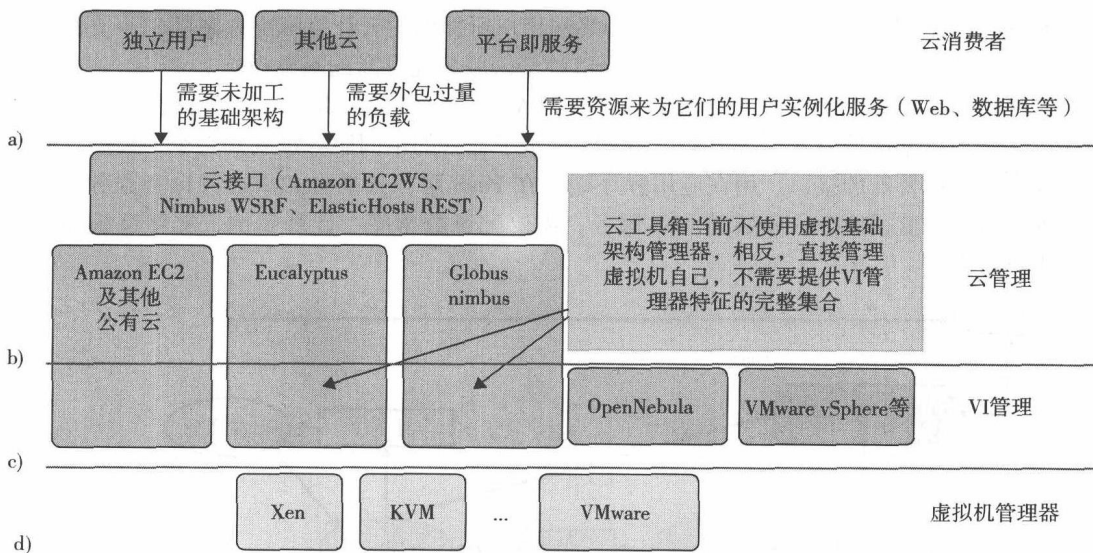 独立用户
其他云
平台即服务
云消费者
需要未加工
的基础架构
需要外包过量
的负载
需要资源来为它们的用户实例化服务（Web、数据库等）
a)
云接口（Amazon EC2WS、
Nimbus WSRF、ElasticHosts REST）
云工具箱当前不使用虚拟基础
架构管理器，相反，直接管理
虚拟机自己，不需要提供VI管
理器特征的完整集合
云管理
Amazon EC2
及其他
公有云
Eucalyptus
Globus
nimbus
b)
OpenNebula
VMware vSphere等
VI管理
c)
Xen
KVM
...
VMware
虚拟机管理器
d)